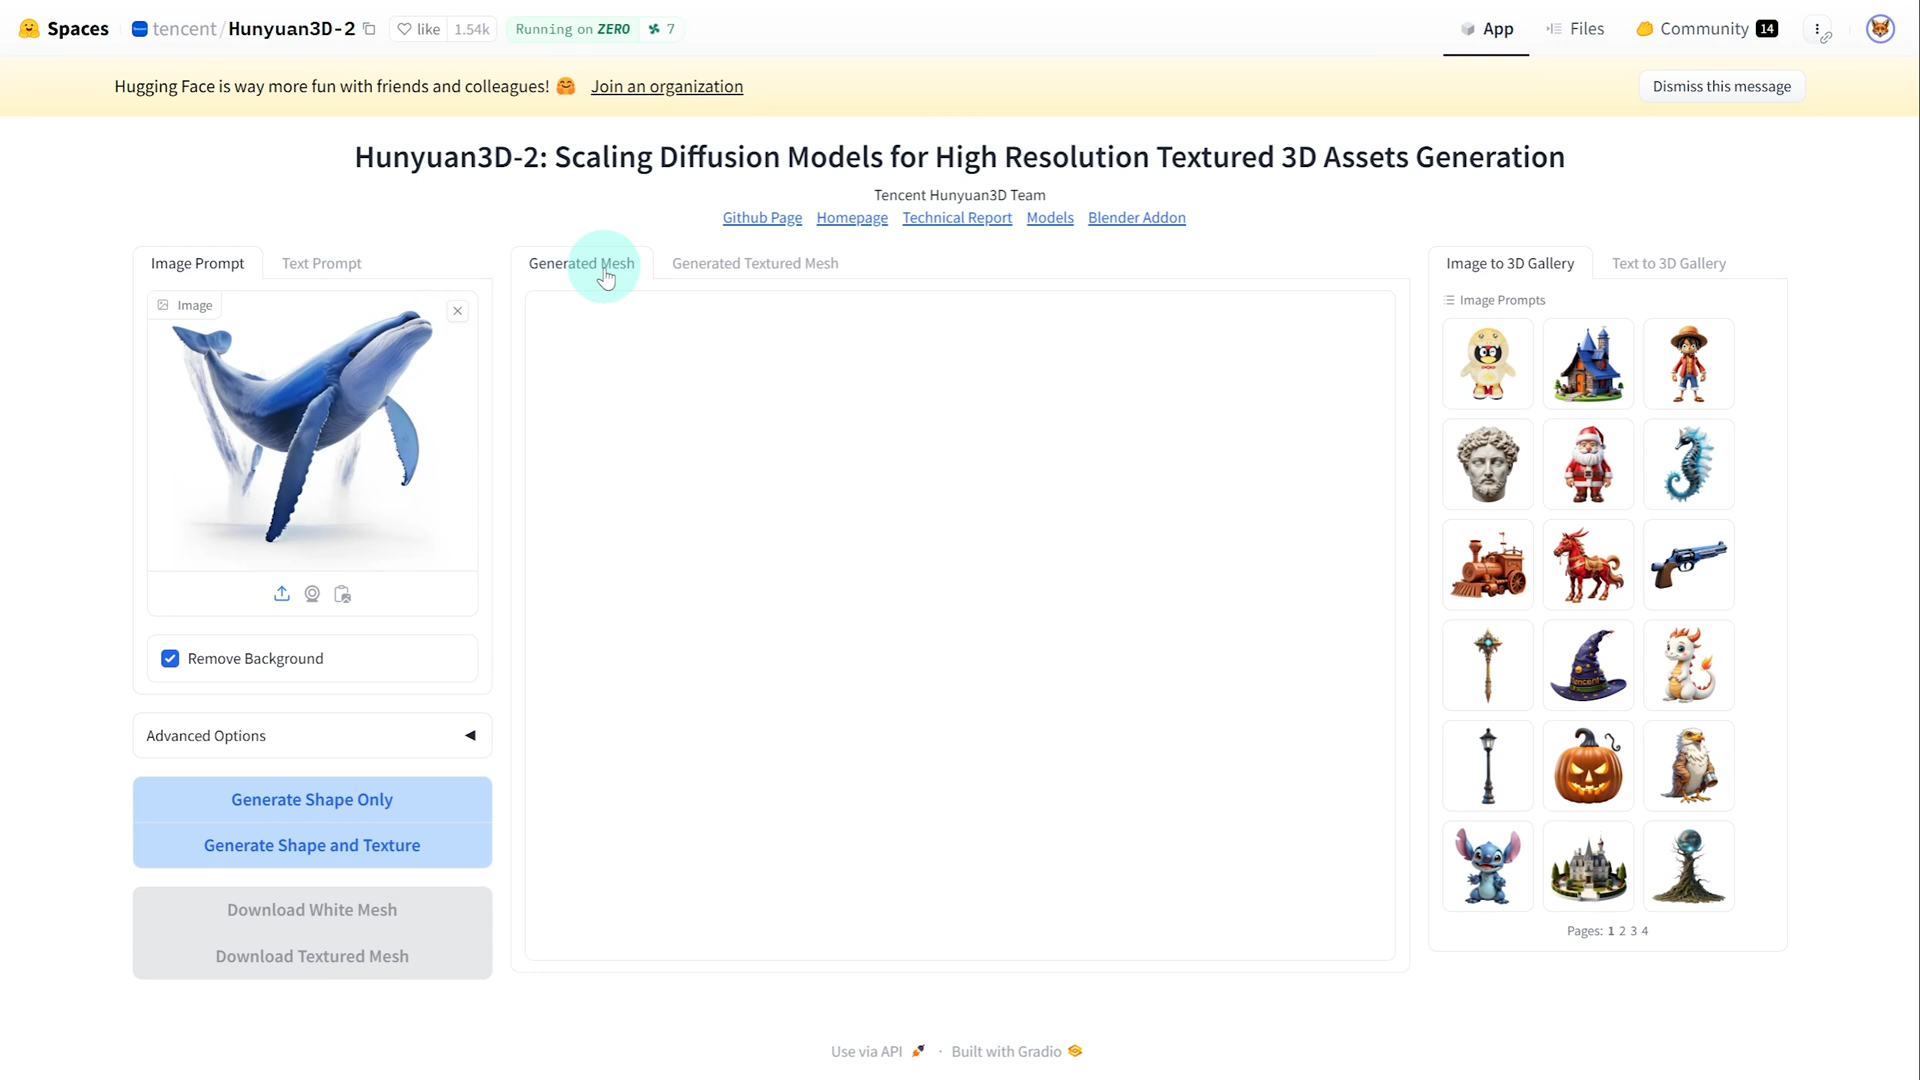 Spaces tencent/Hunyuan3D-2 like 1.54k Running on ZERO 7 App Files Community 14
Hugging Face is way more fun with friends and colleagues! 🤗 Join an organization Dismiss this message
Hunyuan3D-2: Scaling Diffusion Models for High Resolution Textured 3D Assets Generation
Tencent Hunyuan3D Team
Github Page Homepage Technical Report Models Blender Addon
Image Prompt Text Prompt
Image
Remove Background
Advanced Options
Generate Shape Only
Generate Shape and Texture
Download White Mesh
Download Textured Mesh
Generated Mesh Generated Textured Mesh
Image to 3D Gallery Text to 3D Gallery
Image Prompts
Tencent
Pages: 1 2 3 4
Use via API · Built with Gradio